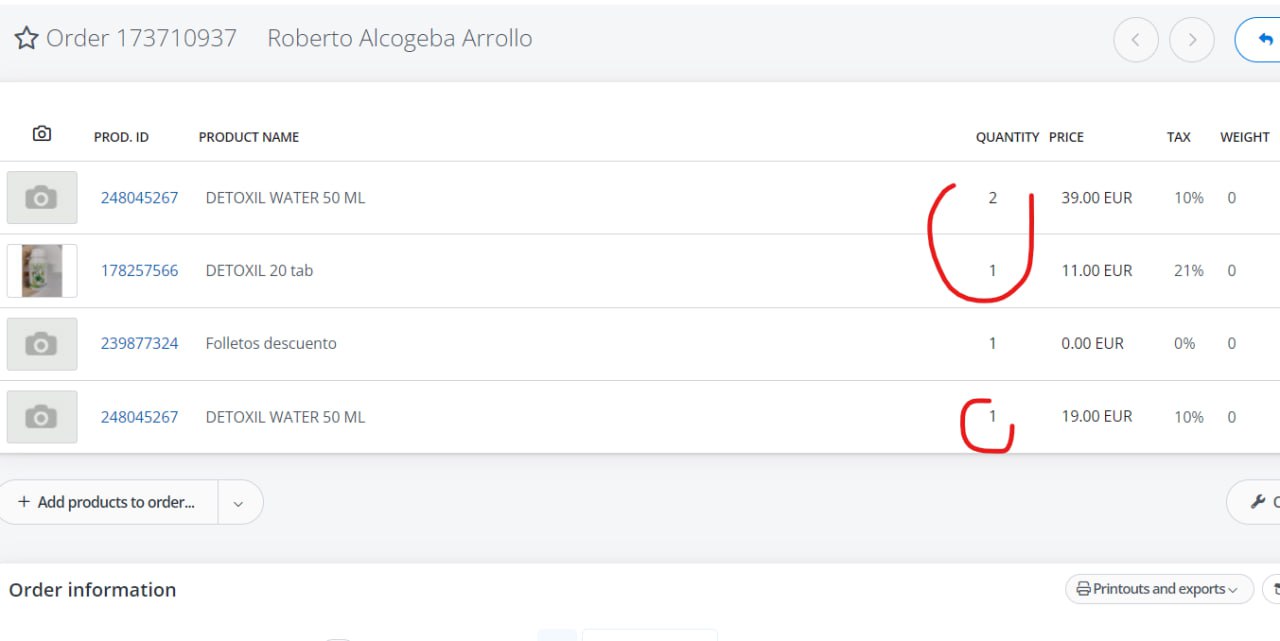 Order 173710937 Roberto Alcogeba Arrollo
PROD. ID PRODUCT NAME QUANTITY PRICE TAX WEIGHT
248045267 DETOXIL WATER 50 ML 2 39.00 EUR 10% 0
178257566 DETOXIL 20 tab 1 11.00 EUR 21% 0
239877324 Folletos descuento 1 0.00 EUR 0% 0
248045267 DETOXIL WATER 50 ML 1 19.00 EUR 10% 0
+ Add products to order...
Order information Printouts and exports